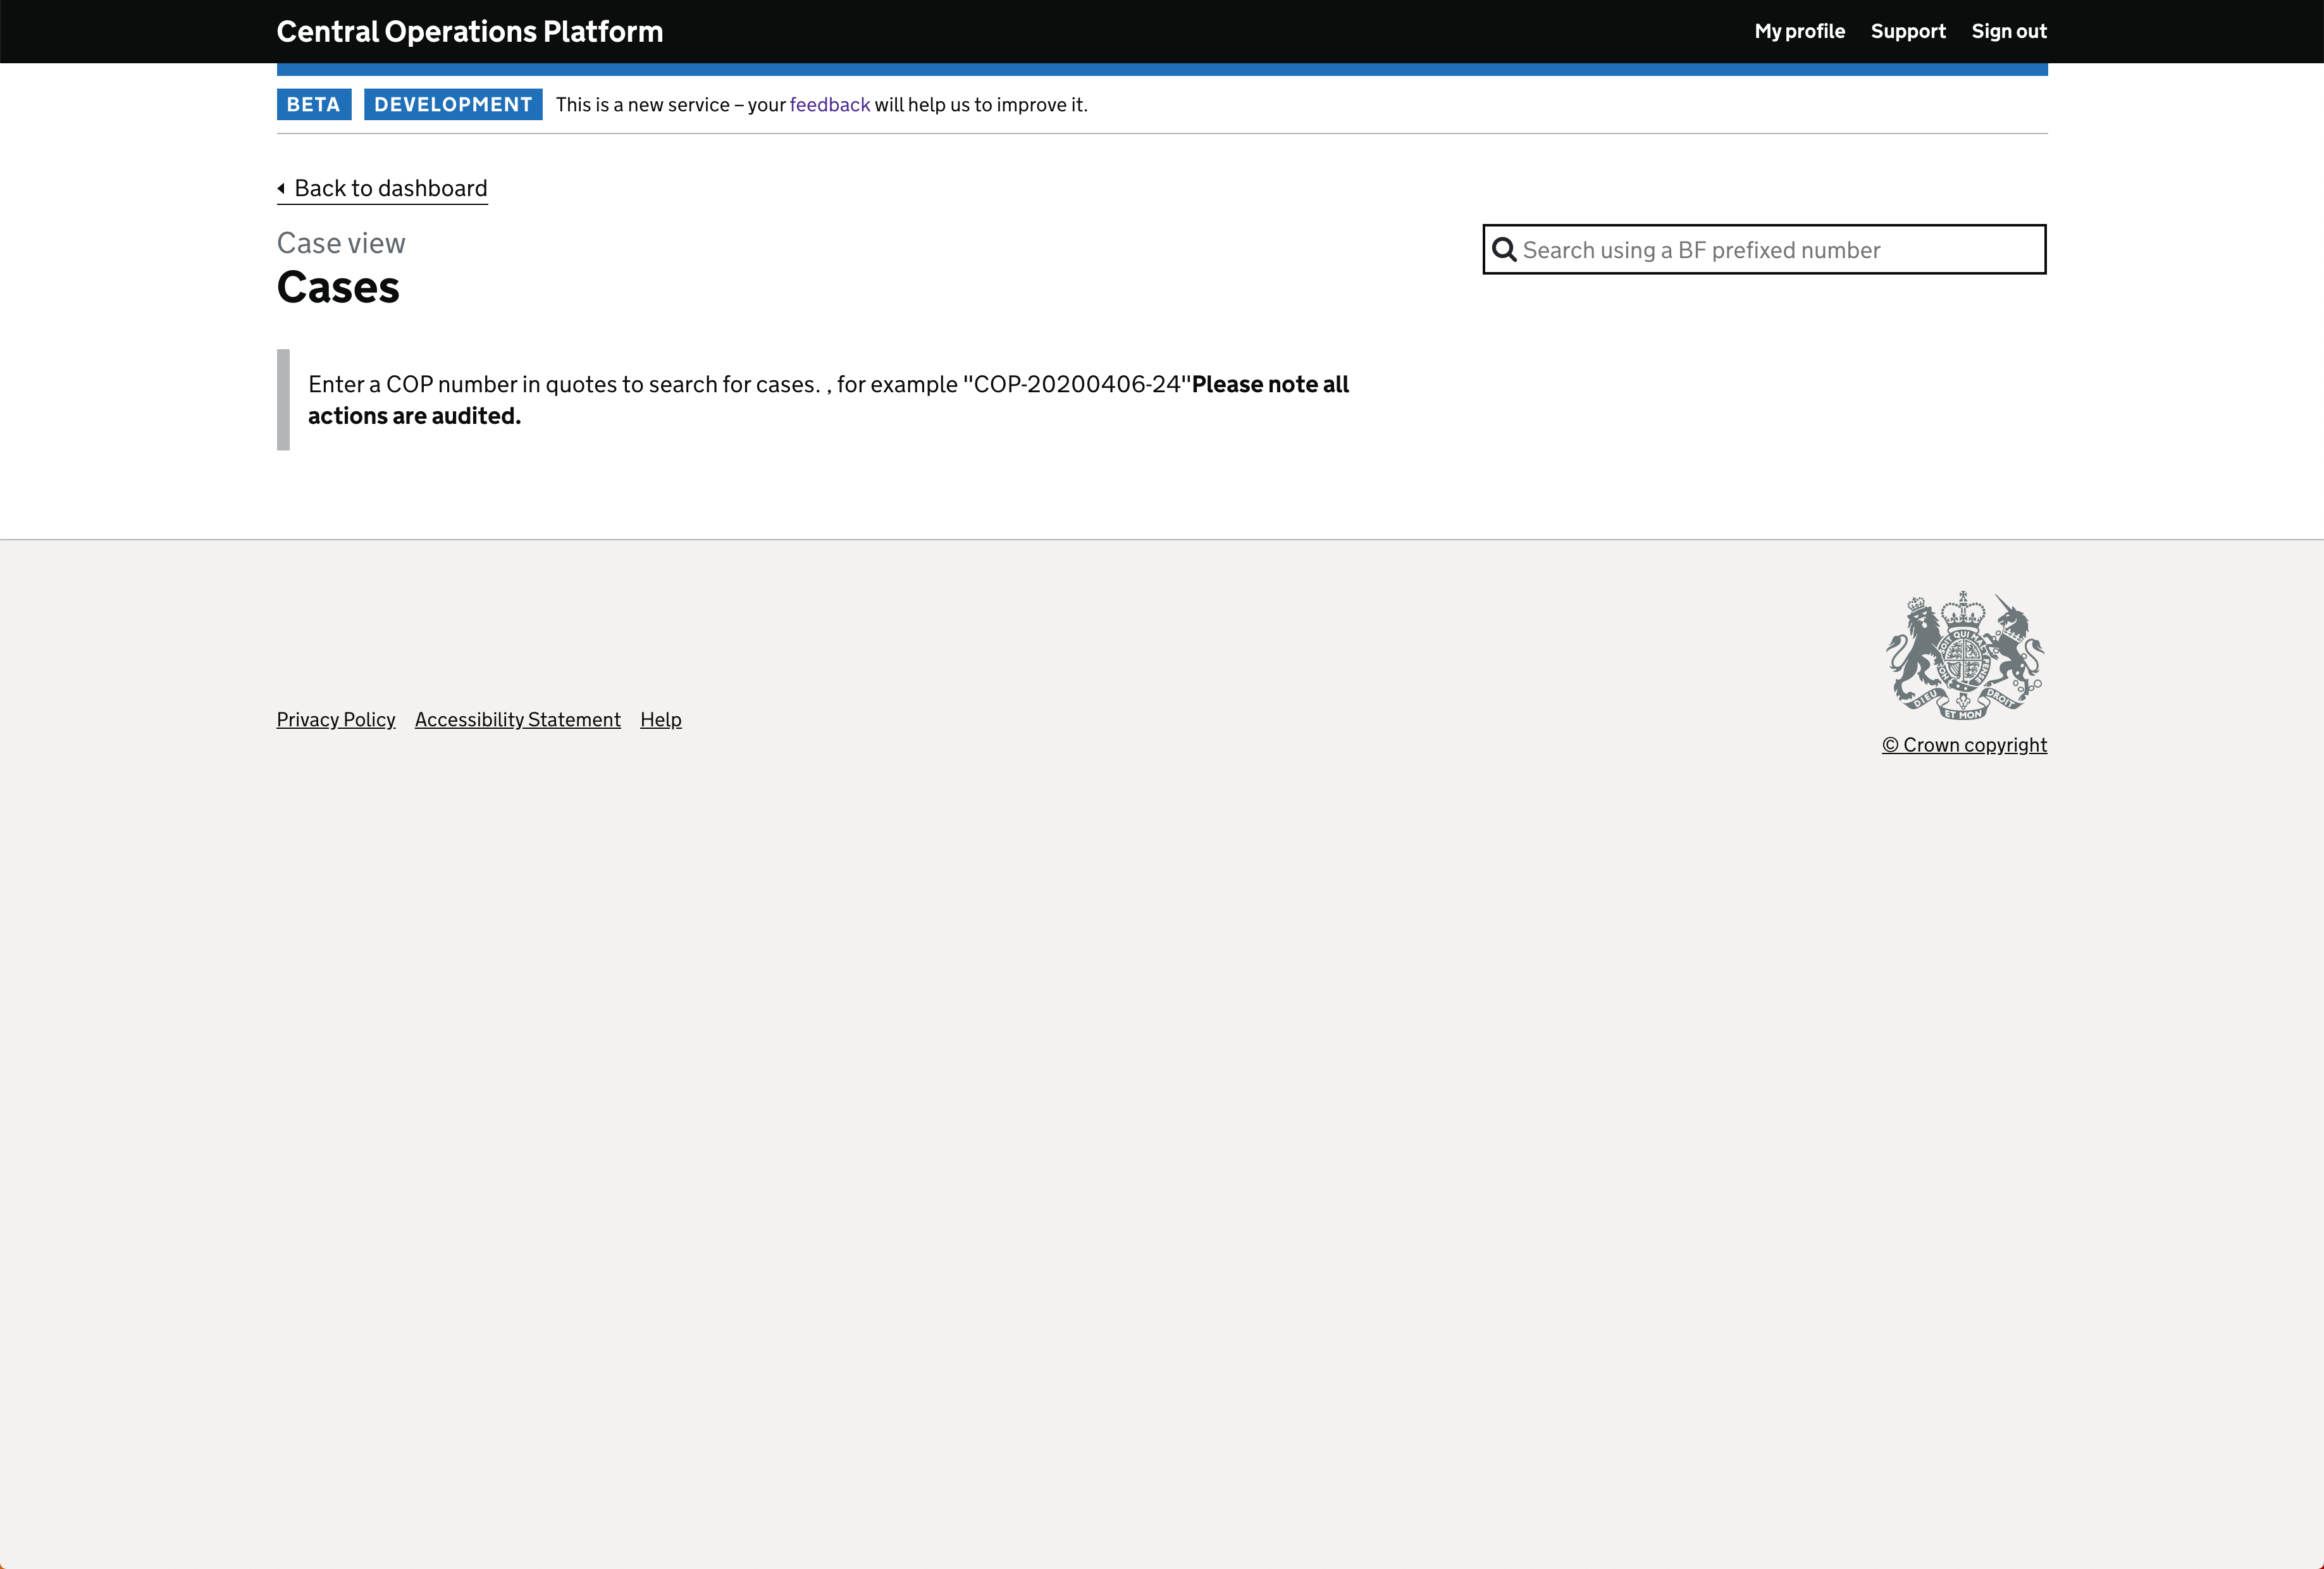 Central Operations Platform
My profile Support Sign out
BETA DEVELOPMENT This is a new service – your feedback will help us to improve it.
Back to dashboard
Case view
Search using a BF prefixed number
Cases
Enter a COP number in quotes to search for cases. , for example "COP-20200406-24"Please note all
actions are audited.
DIEU ET MON DROIT
Privacy Policy Accessibility Statement Help
© Crown copyright